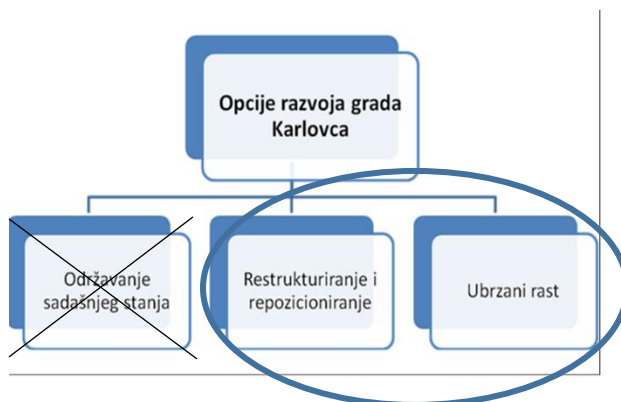 Opcije razvoja grada
Karlovca
Održavanje
sadašnjeg stanja
Restrukturiranje i
repozicioniranje
Ubrzani rast